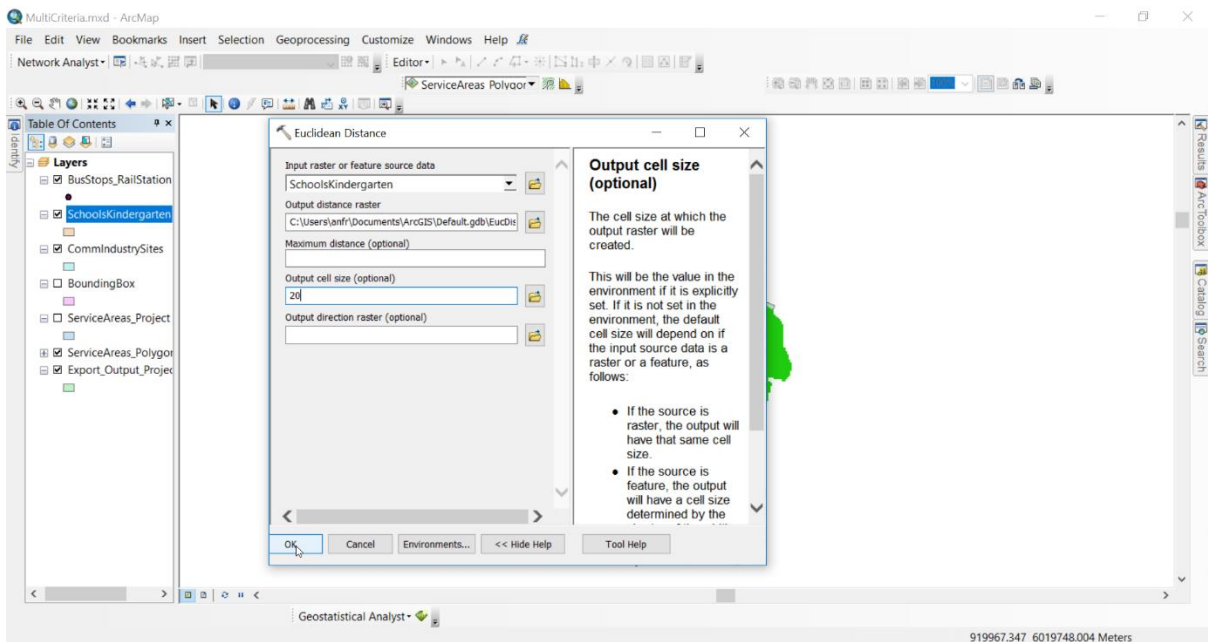 MultiCriteria.mxd - ArcMap
File Edit View Bookmarks Insert Selection Geoprocessing Customize Windows Help
Network Analyst Editor
ServiceAreas Polygor
Table Of Contents
Identify
Layers
BusStops_RailStation
SchoolsKindergarten
CommIndustrySites
BoundingBox
ServiceAreas_Project
ServiceAreas_Polygor
Export_Output_Projec
Euclidean Distance
Input raster or feature source data
SchoolsKindergarten
Output distance raster
C:\Users\anfr\Documents\ArcGIS\Default.gdb\EucDis
Maximum distance (optional)
Output cell size (optional)
20
Output direction raster (optional)
OK Cancel Environments... << Hide Help Tool Help
Output cell size
(optional)
The cell size at which the
output raster will be
created.
This will be the value in the
environment if it is explicitly
set. If it is not set in the
environment, the default
cell size will depend on if
the input source data is a
raster or a feature, as
follows:
• If the source is
raster, the output will
have that same cell
size.
• If the source is
feature, the output
will have a cell size
determined by the
Results
ArcToolbox
Catalog
Search
Geostatistical Analyst
919967.347 6019748.004 Meters